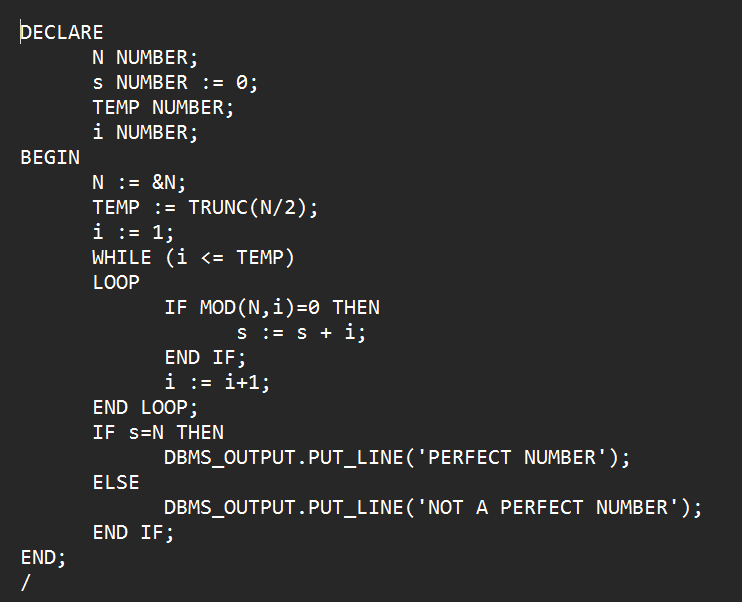 DECLARE
N NUMBER;
s NUMBER := 0;
TEMP NUMBER;
i NUMBER;
BEGIN
N := &N;
TEMP := TRUNC(N/2);
i := 1;
WHILE (i <= TEMP)
LOOP
IF MOD(N,i)=0 THEN
s := s + i;
END IF;
i := i+1;
END LOOP;
IF s=N THEN
DBMS_OUTPUT.PUT_LINE('PERFECT NUMBER');
ELSE
DBMS_OUTPUT.PUT_LINE('NOT A PERFECT NUMBER');
END IF;
END;
/